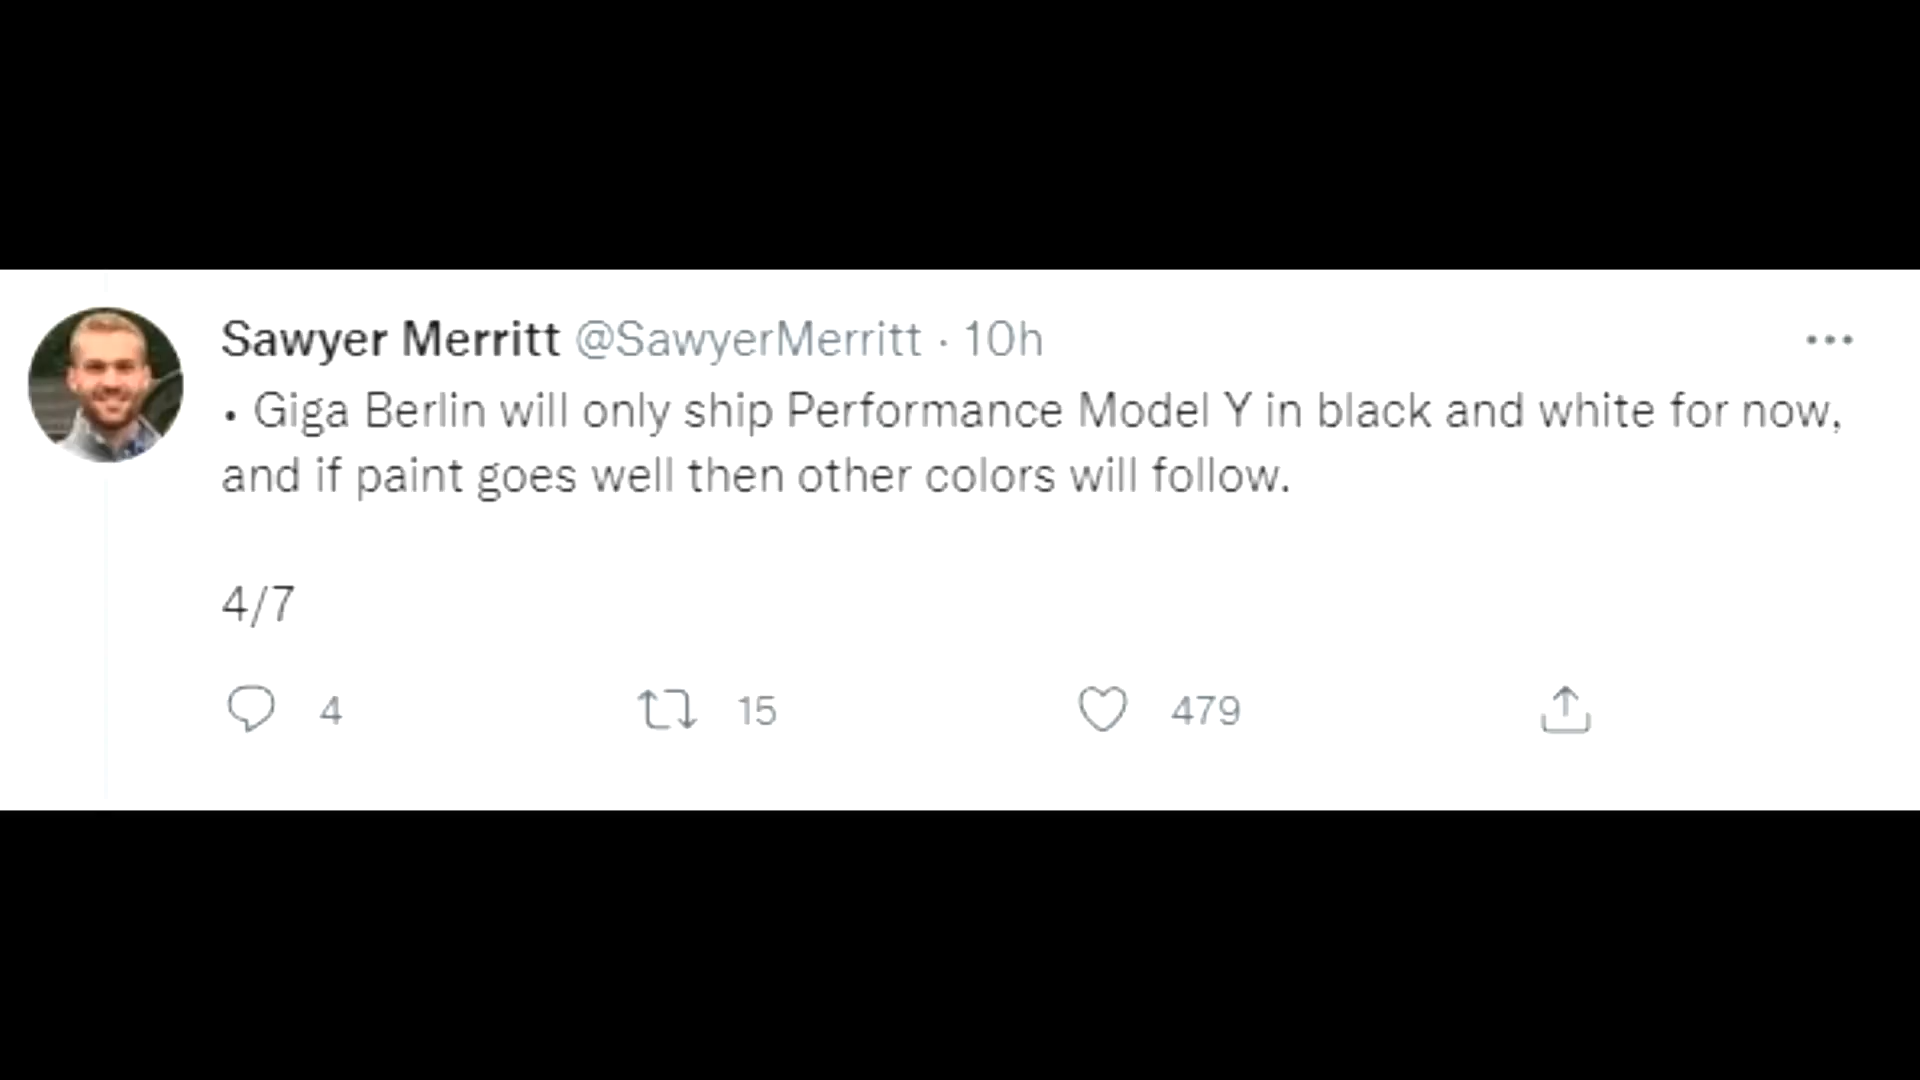 Sawyer Merritt @SawyerMerritt · 10h
• Giga Berlin will only ship Performance Model Y in black and white for now,
and if paint goes well then other colors will follow.
4/7
4 15 479